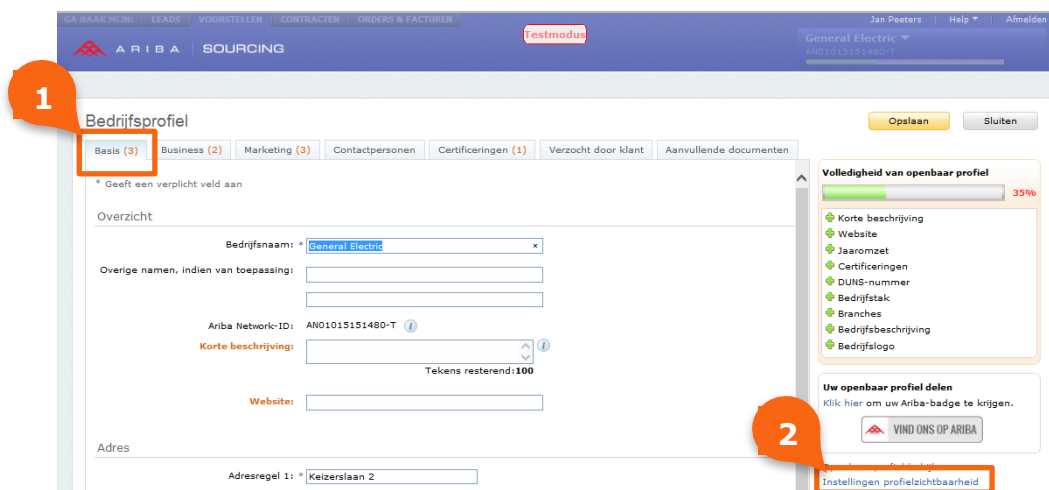 GA NAAR MIJN: LEADS VOORSTELLEN CONTRACTEN ORDERS & FACTUREN
Jan Peeters Help Afmelden
ARIBA SOURCING
Testmodus
General Electric
AN01015151480-T
1
Bedrijfsprofiel
Opslaan Sluiten
Basis (3) Business (2) Marketing (3) Contactpersonen Certificeringen (1) Verzocht door klant Aanvullende documenten
* Geeft een verplicht veld aan
Overzicht
Bedrijfsnaam: * General Electric ×
Overige namen, indien van toepassing:
Ariba Network-ID: AN01015151480-T i
Korte beschrijving: i
Tekens resterend:100
Website:
Adres
Adresregel 1: * Keizerslaan 2
Volledigheid van openbaar profiel
35%
Korte beschrijving
Website
Jaaromzet
Certificeringen
DUNS-nummer
Bedrijfstak
Branches
Bedrijfsbeschrijving
Bedrijfslogo
Uw openbaar profiel delen
Klik hier om uw Ariba-badge te krijgen.
VIND ONS OP ARIBA
2
Instellingen profielzichtbaarheid